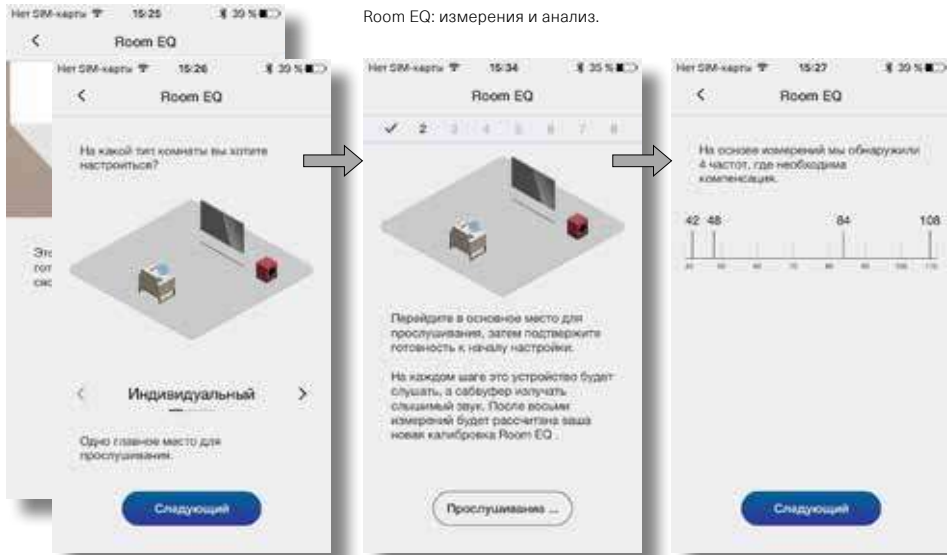 Room EQ: измерения и анализ.
Нет SIM-карты 15:25 39 %
Room EQ
Нет SIM-карты 15:26 39 %
Room EQ
На какой тип комнаты вы хотите
настроиться?
Индивидуальный
Одно главное место для
прослушивания.
Следующий
Нет SIM-карты 15:34 35 %
Room EQ
2 3 4 5 6 7 8
Перейдите в основное место для
прослушивания, затем подтвержите
готовность к началу настройки.
На каждом шаге это устройство будет
слушать, а сабвуфер излучать
слышимый звук. После восьми
измерений будет рассчитана ваша
новая калибровка Room EQ .
Прослушивание ...
Нет SIM-карты 15:27 39 %
Room EQ
На основе измерений мы обнаружили
4 частот, где необходима
компенсация.
42 48 84 108
Следующий